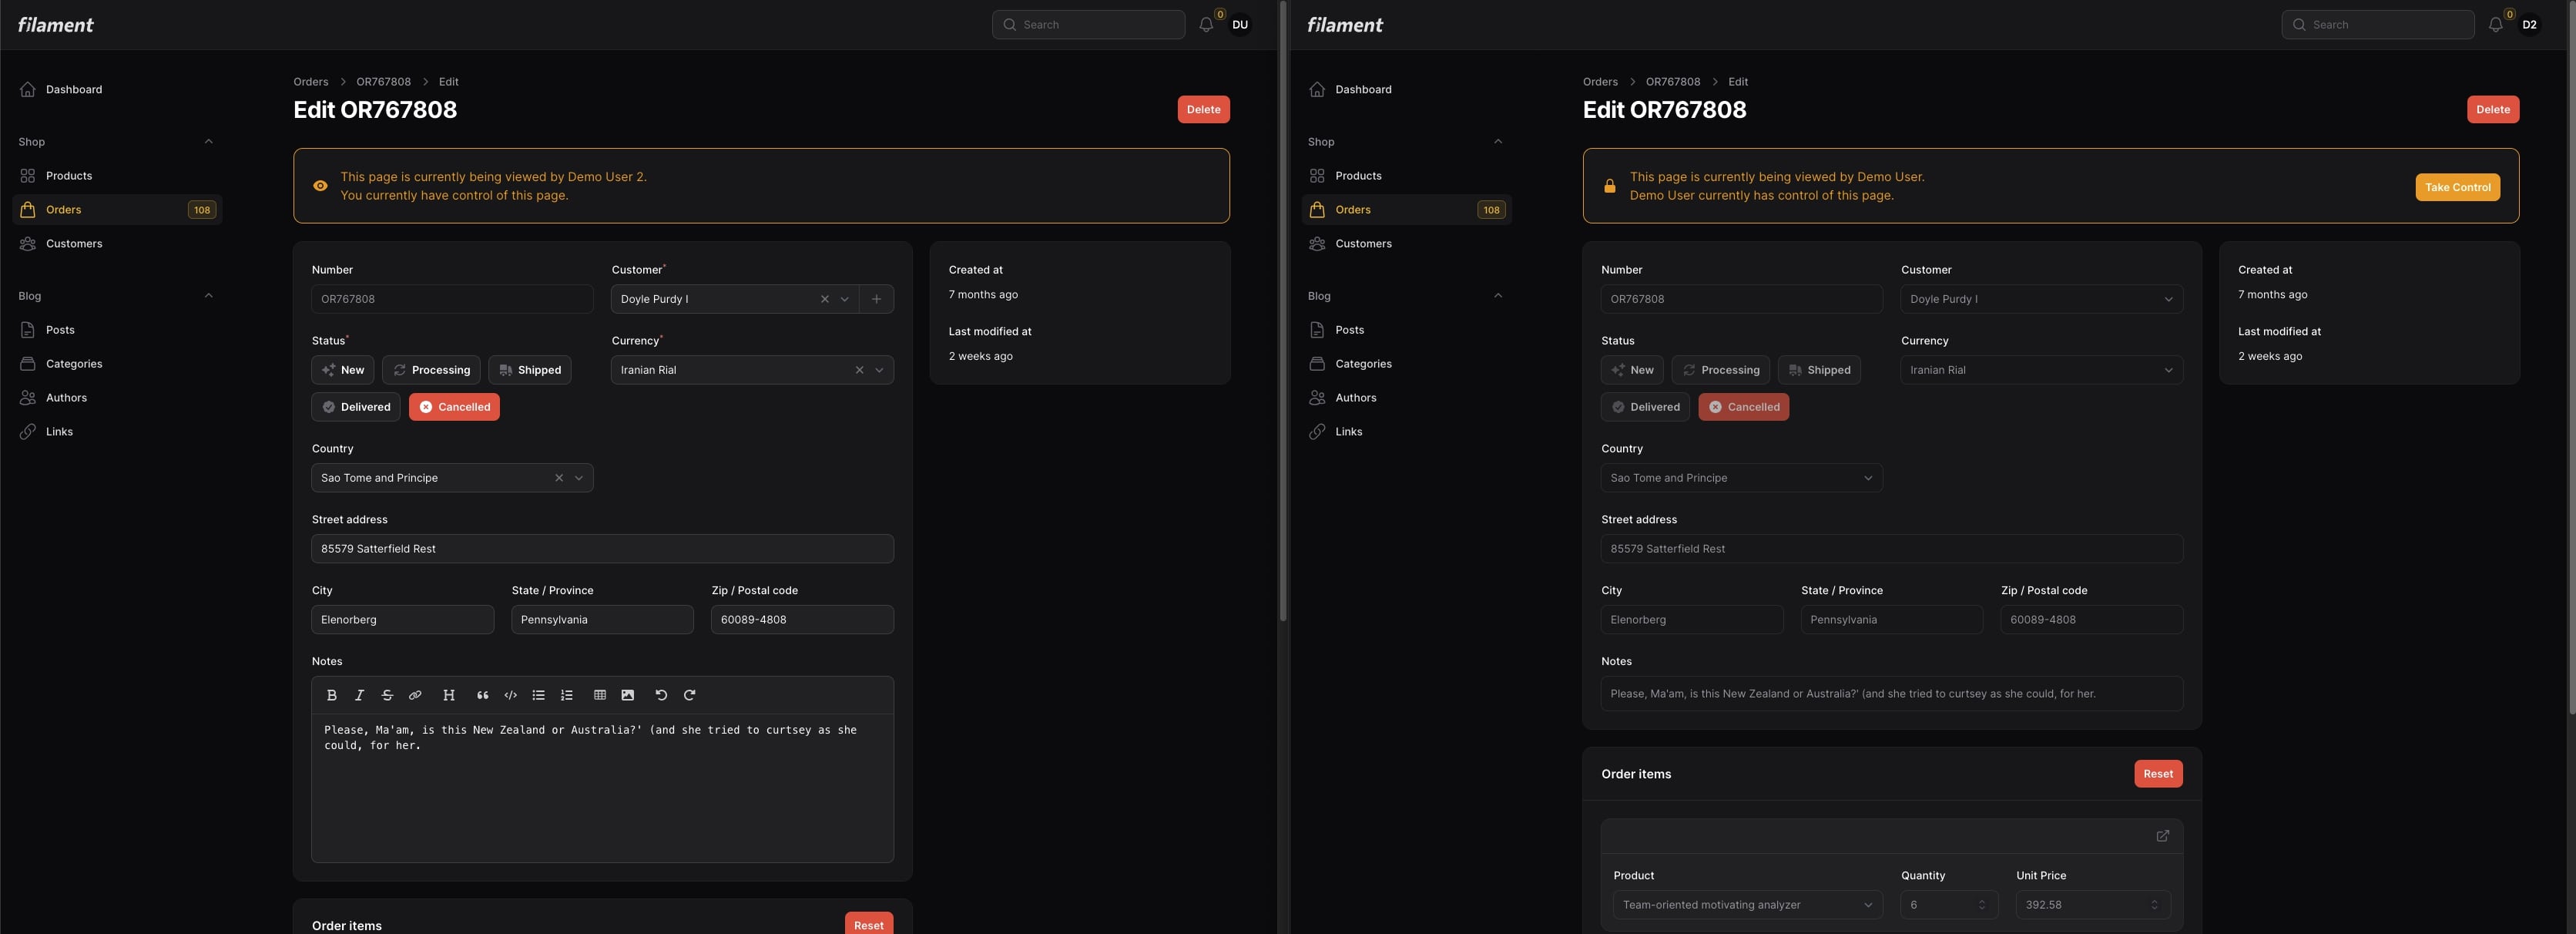 filament
Search
0
DU
Dashboard
Shop
Products
Orders
108
Customers
Blog
Posts
Categories
Authors
Links
Orders > OR767808 > Edit
Edit OR767808
Delete
This page is currently being viewed by Demo User 2.
You currently have control of this page.
Number
Customer*
OR767808
Doyle Purdy I
Status*
Currency*
New
Processing
Shipped
Iranian Rial
Delivered
Cancelled
Country
Sao Tome and Principe
Street address
85579 Satterfield Rest
City
State / Province
Zip / Postal code
Elenorberg
Pennsylvania
60089-4808
Notes
Please, Ma'am, is this New Zealand or Australia?' (and she tried to curtsey as she
could, for her.
Order items
Reset
Created at
7 months ago
Last modified at
2 weeks ago
filament
Search
0
D2
Dashboard
Shop
Products
Orders
108
Customers
Blog
Posts
Categories
Authors
Links
Orders > OR767808 > Edit
Edit OR767808
Delete
This page is currently being viewed by Demo User.
Demo User currently has control of this page.
Take Control
Number
Customer
OR767808
Doyle Purdy I
Status
Currency
New
Processing
Shipped
Iranian Rial
Delivered
Cancelled
Country
Sao Tome and Principe
Street address
85579 Satterfield Rest
City
State / Province
Zip / Postal code
Elenorberg
Pennsylvania
60089-4808
Notes
Please, Ma'am, is this New Zealand or Australia?' (and she tried to curtsey as she could, for her.
Order items
Reset
Product
Quantity
Unit Price
Team-oriented motivating analyzer
6
392.58
Created at
7 months ago
Last modified at
2 weeks ago